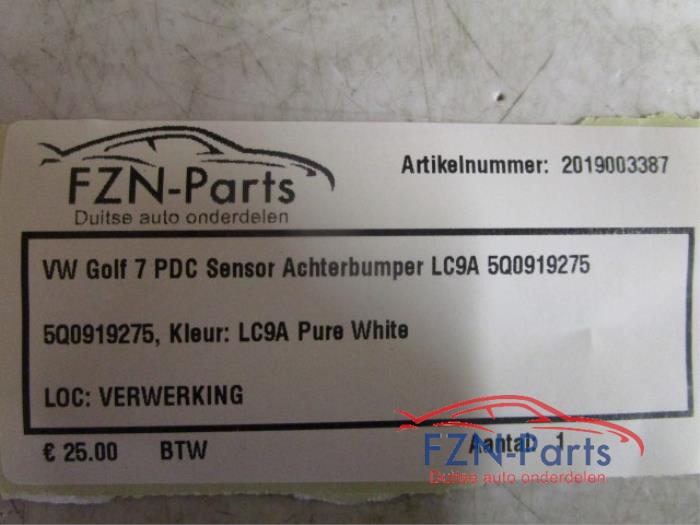 FZN-Parts
Duitse auto onderdelen
Artikelnummer: 2019003387
VW Golf 7 PDC Sensor Achterbumper LC9A 5Q0919275
5Q0919275, Kleur: LC9A Pure White
LOC: VERWERKING
€ 25.00 BTW Aantal: 1
FZN-Parts
Duitse auto onderdelen